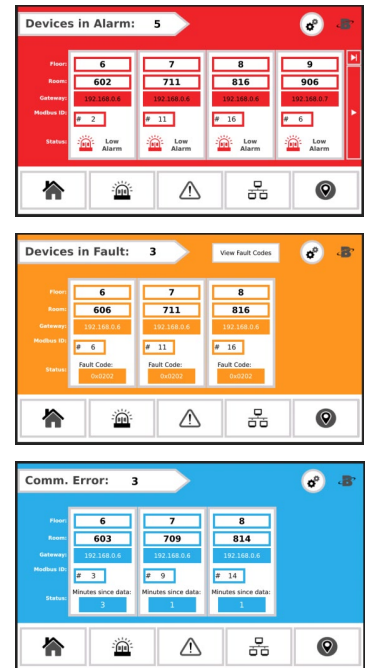 Devices in Alarm: 5
Floor: 6 7 8 9
Room: 602 711 816 906
Gateway: 192.168.0.6 192.168.0.6 192.168.0.6 192.168.0.7
Modbus ID: # 2 # 11 # 16 # 6
Status: Low Alarm Low Alarm Low Alarm Low Alarm
Devices in Fault: 3 View Fault Codes
Floor: 6 7 8
Room: 606 711 816
Gateway: 192.168.0.6 192.168.0.6 192.168.0.6
Modbus ID: # 6 # 11 # 16
Fault Code: Fault Code: Fault Code:
Status: 0x0202 0x0202 0x0202
Comm. Error: 3
Floor: 6 7 8
Room: 603 709 814
Gateway: 192.168.0.6 192.168.0.6 192.168.0.6
Modbus ID: # 3 # 9 # 14
Minutes since data: Minutes since data: Minutes since data:
Status: 3 1 1